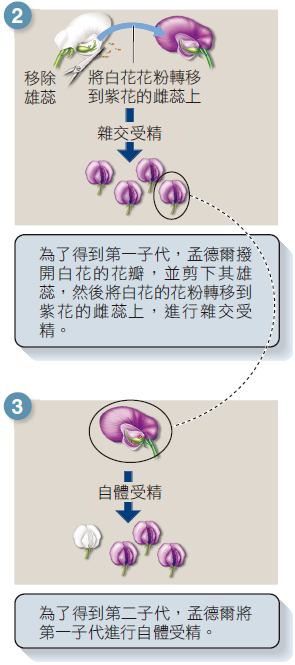 2
移除
雄蕊
將白花花粉轉移
到紫花的雌蕊上
雜交受精
為了得到第一子代，孟德爾撥
開白花的花瓣，並剪下其雄
蕊，然後將白花的花粉轉移到
紫花的雌蕊上，進行雜交受
精。
3
自體受精
為了得到第二子代，孟德爾將
第一子代進行自體受精。